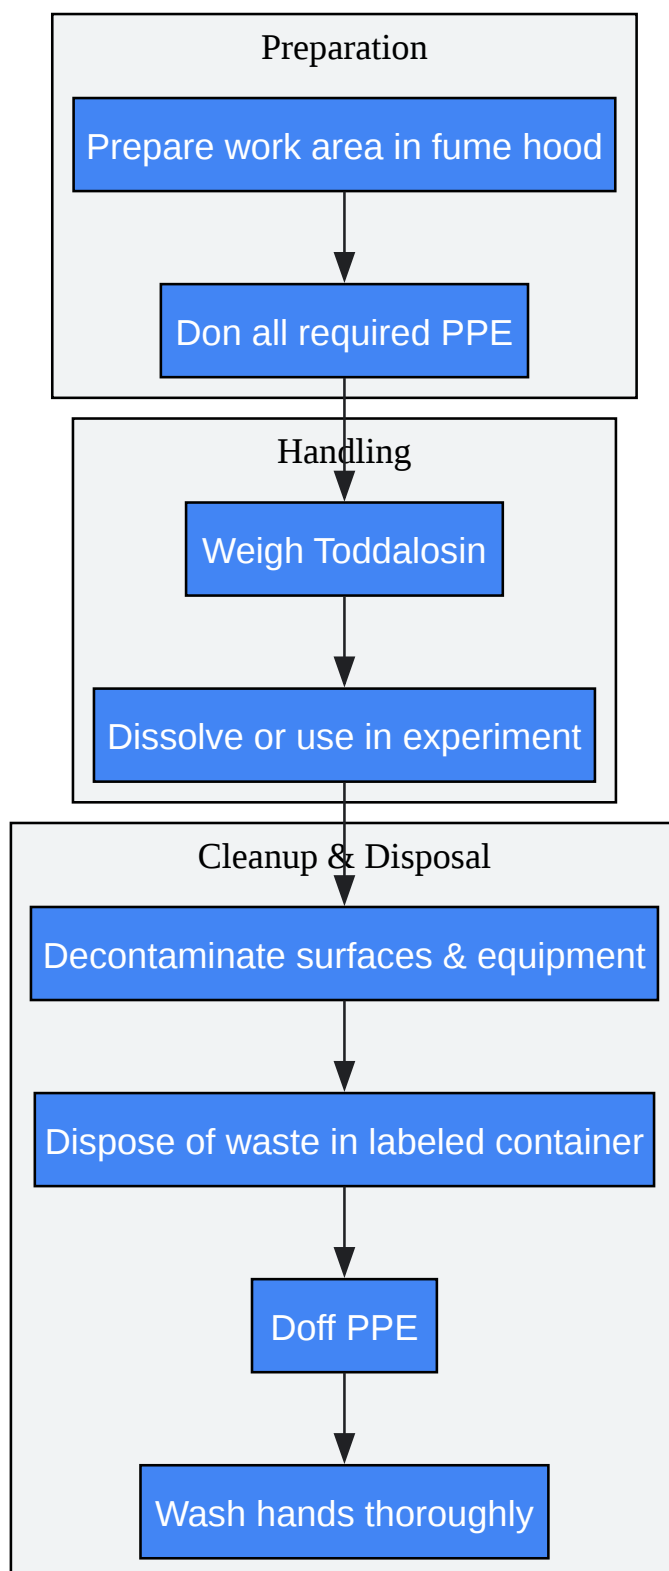 Preparation
Prepare work area in fume hood
Don all required PPE
Handling
Weigh Toddalosin
Dissolve or use in experiment
Cleanup & Disposal
Decontaminate surfaces & equipment
Dispose of waste in labeled container
Doff PPE
Wash hands thoroughly